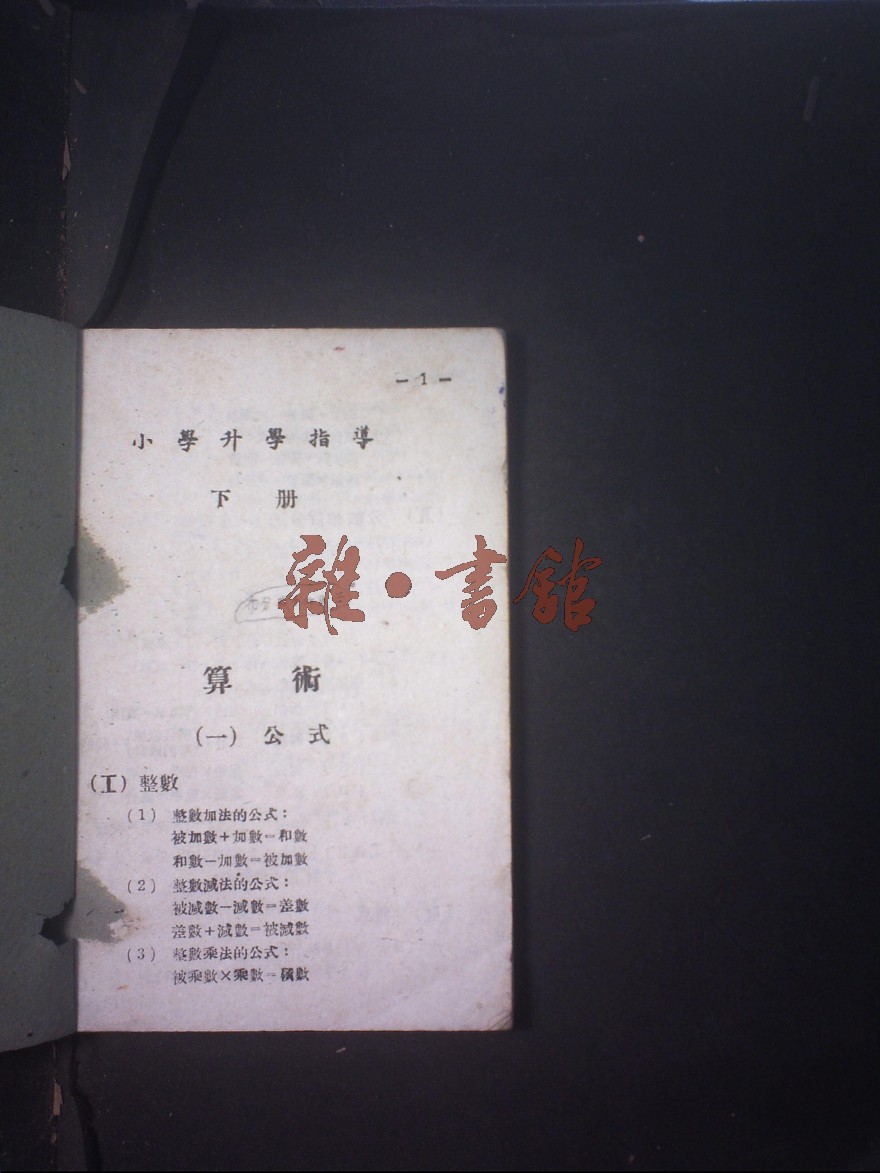 - 1 -
小學升學指導
下册
雜·書館
算術
(一) 公式
(I) 整數
(1) 整數加法的公式:
被加數+加數=和數
和數-加數=被加數
(2) 整數減法的公式:
被減數-減數=差數
差數+減數=被減數
(3) 整數乘法的公式:
被乘數×乘數=積數